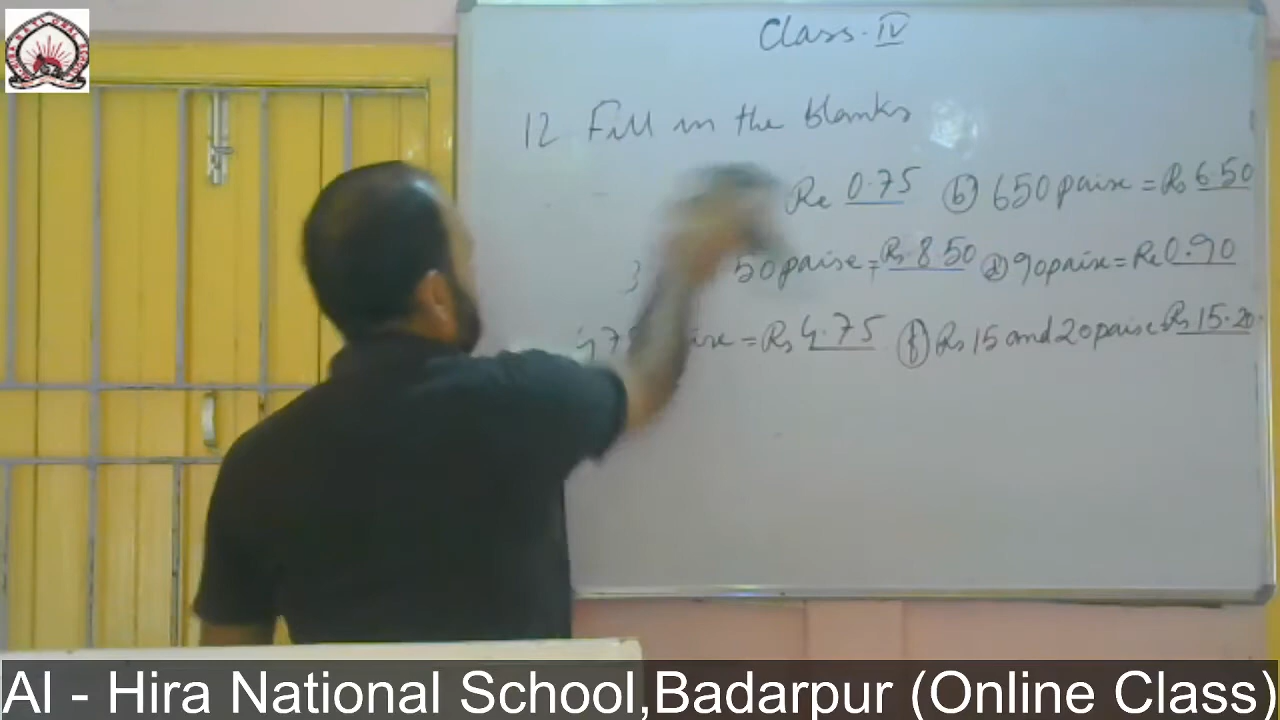 Class. IV
12 Fill in the blanks
Re 0.75 (b) 650 paise = Rs 6.50
50 paise = Rs. 8.50 (d) 90 paise = Re 0.90
= Rs 4.75 (f) Rs 15 and 20 paise Rs 15.20.
Al - Hira National School,Badarpur (Online Class)